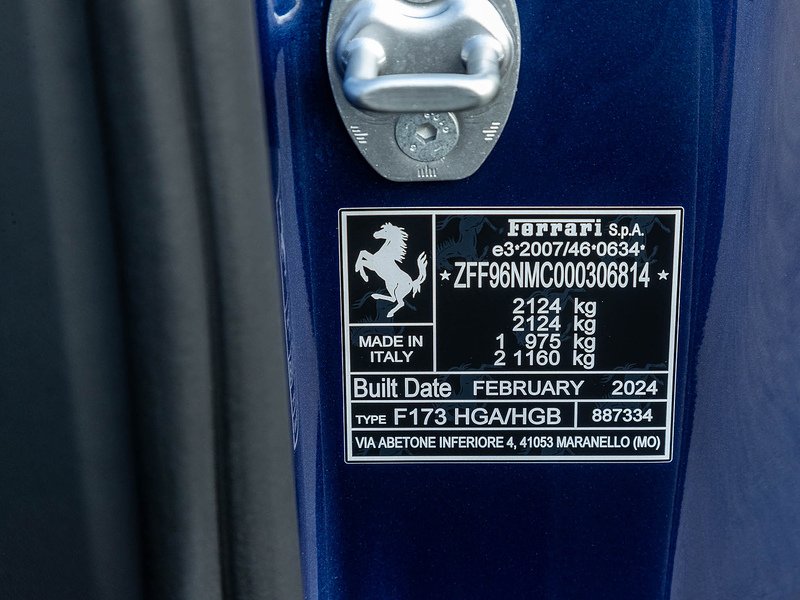 Ferrari S.p.A.
e3*2007/46*0634*
*ZFF96NMC000306814*
2124 kg
2124 kg
1 975 kg
2 1160 kg
MADE IN
ITALY
Built Date FEBRUARY 2024
TYPE F173 HGA/HGB 887334
VIA ABETONE INFERIORE 4, 41053 MARANELLO (MO)